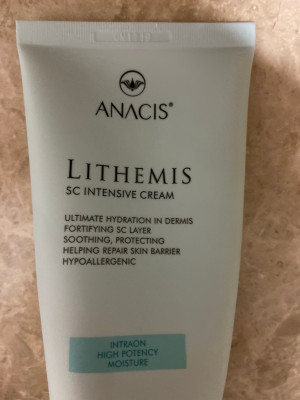 ANACIS®
LITHEMIS
SC INTENSIVE CREAM
ULTIMATE HYDRATION IN DERMIS
FORTIFYING SC LAYER
SOOTHING, PROTECTING
HELPING REPAIR SKIN BARRIER
HYPOALLERGENIC
INTRAON
HIGH POTENCY
MOISTURE